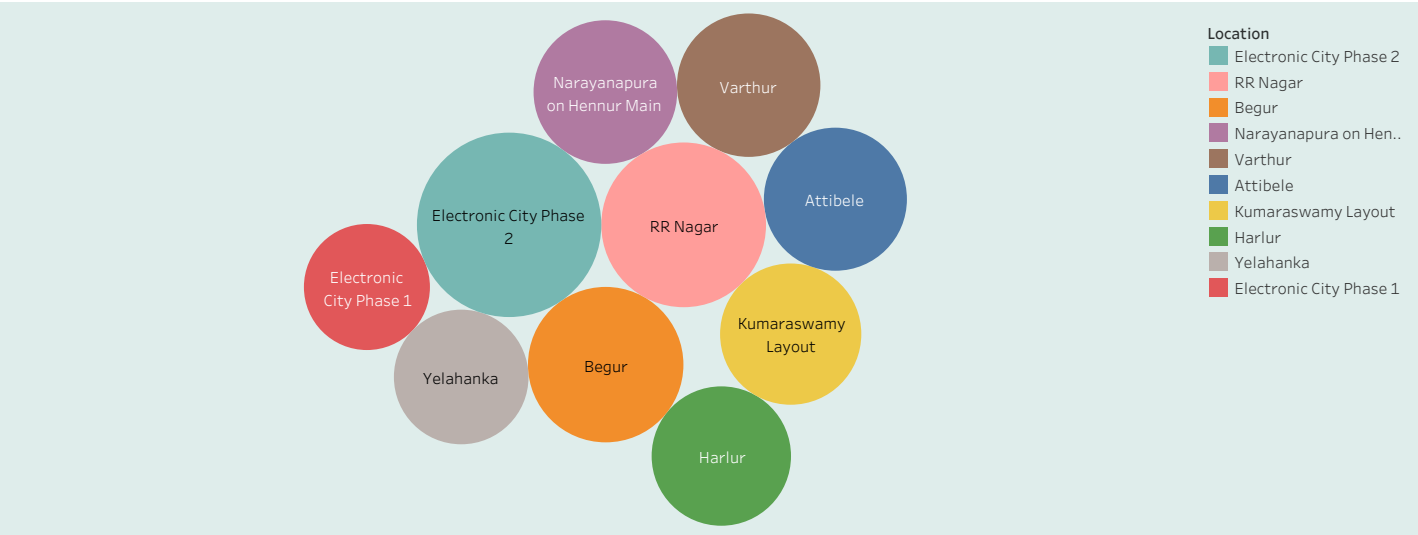 Narayanapura
on Hennur Main
Varthur
Attibele
Electronic City Phase
2
RR Nagar
Electronic
City Phase 1
Kumaraswamy
Layout
Begur
Yelahanka
Harlur
Location
Electronic City Phase 2
RR Nagar
Begur
Narayanapura on Hen..
Varthur
Attibele
Kumaraswamy Layout
Harlur
Yelahanka
Electronic City Phase 1